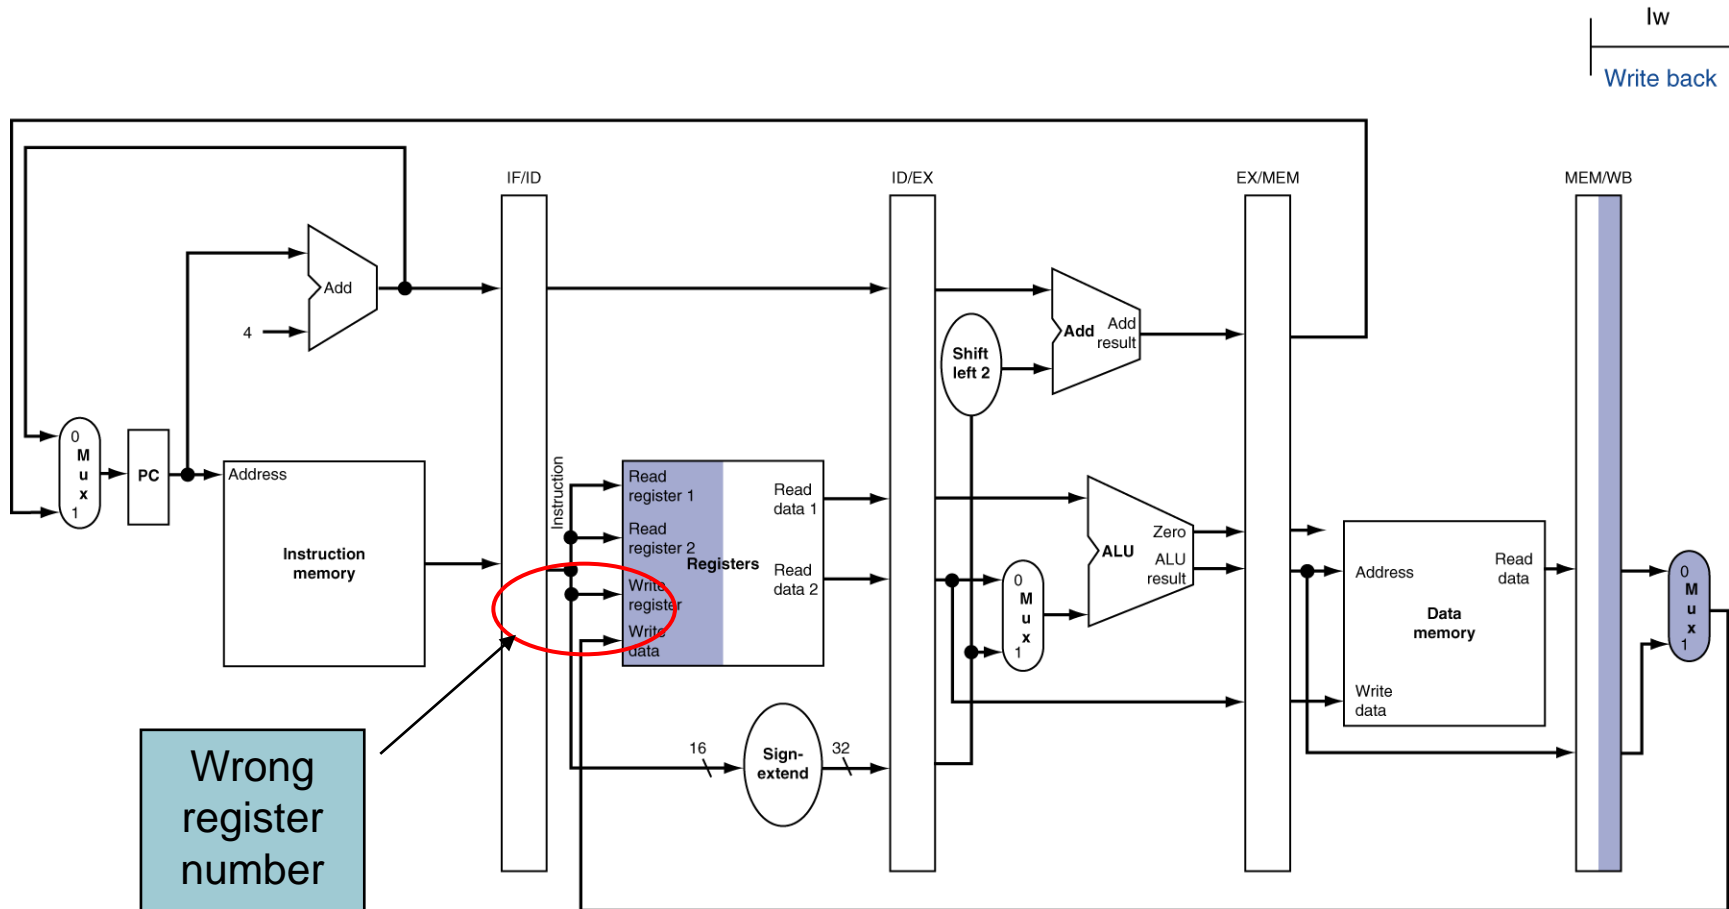 lw
Write back
IF/ID
ID/EX
EX/MEM
MEM/WB
Add
4
Shift
left 2
Add
Add
result
0
M
u
x
1
PC
Address
Instruction
memory
Instruction
Read
register 1
Read
register 2
Write
register
Write
data
Registers
Read
data 1
Read
data 2
16
Sign-
extend
32
0
M
u
x
1
Zero
ALU
ALU
result
Address
Read
data
Data
memory
Write
data
0
M
u
x
1
Wrong
register
number